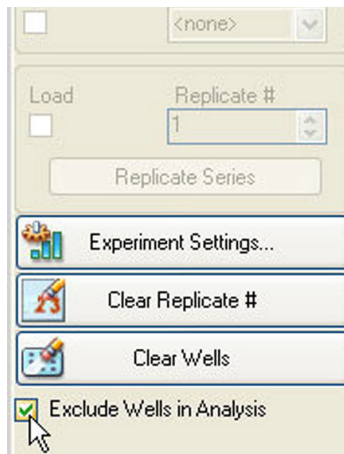 <none>
Load Replicate #
1
Replicate Series
Experiment Settings...
Clear Replicate #
Clear Wells
Exclude Wells in Analysis